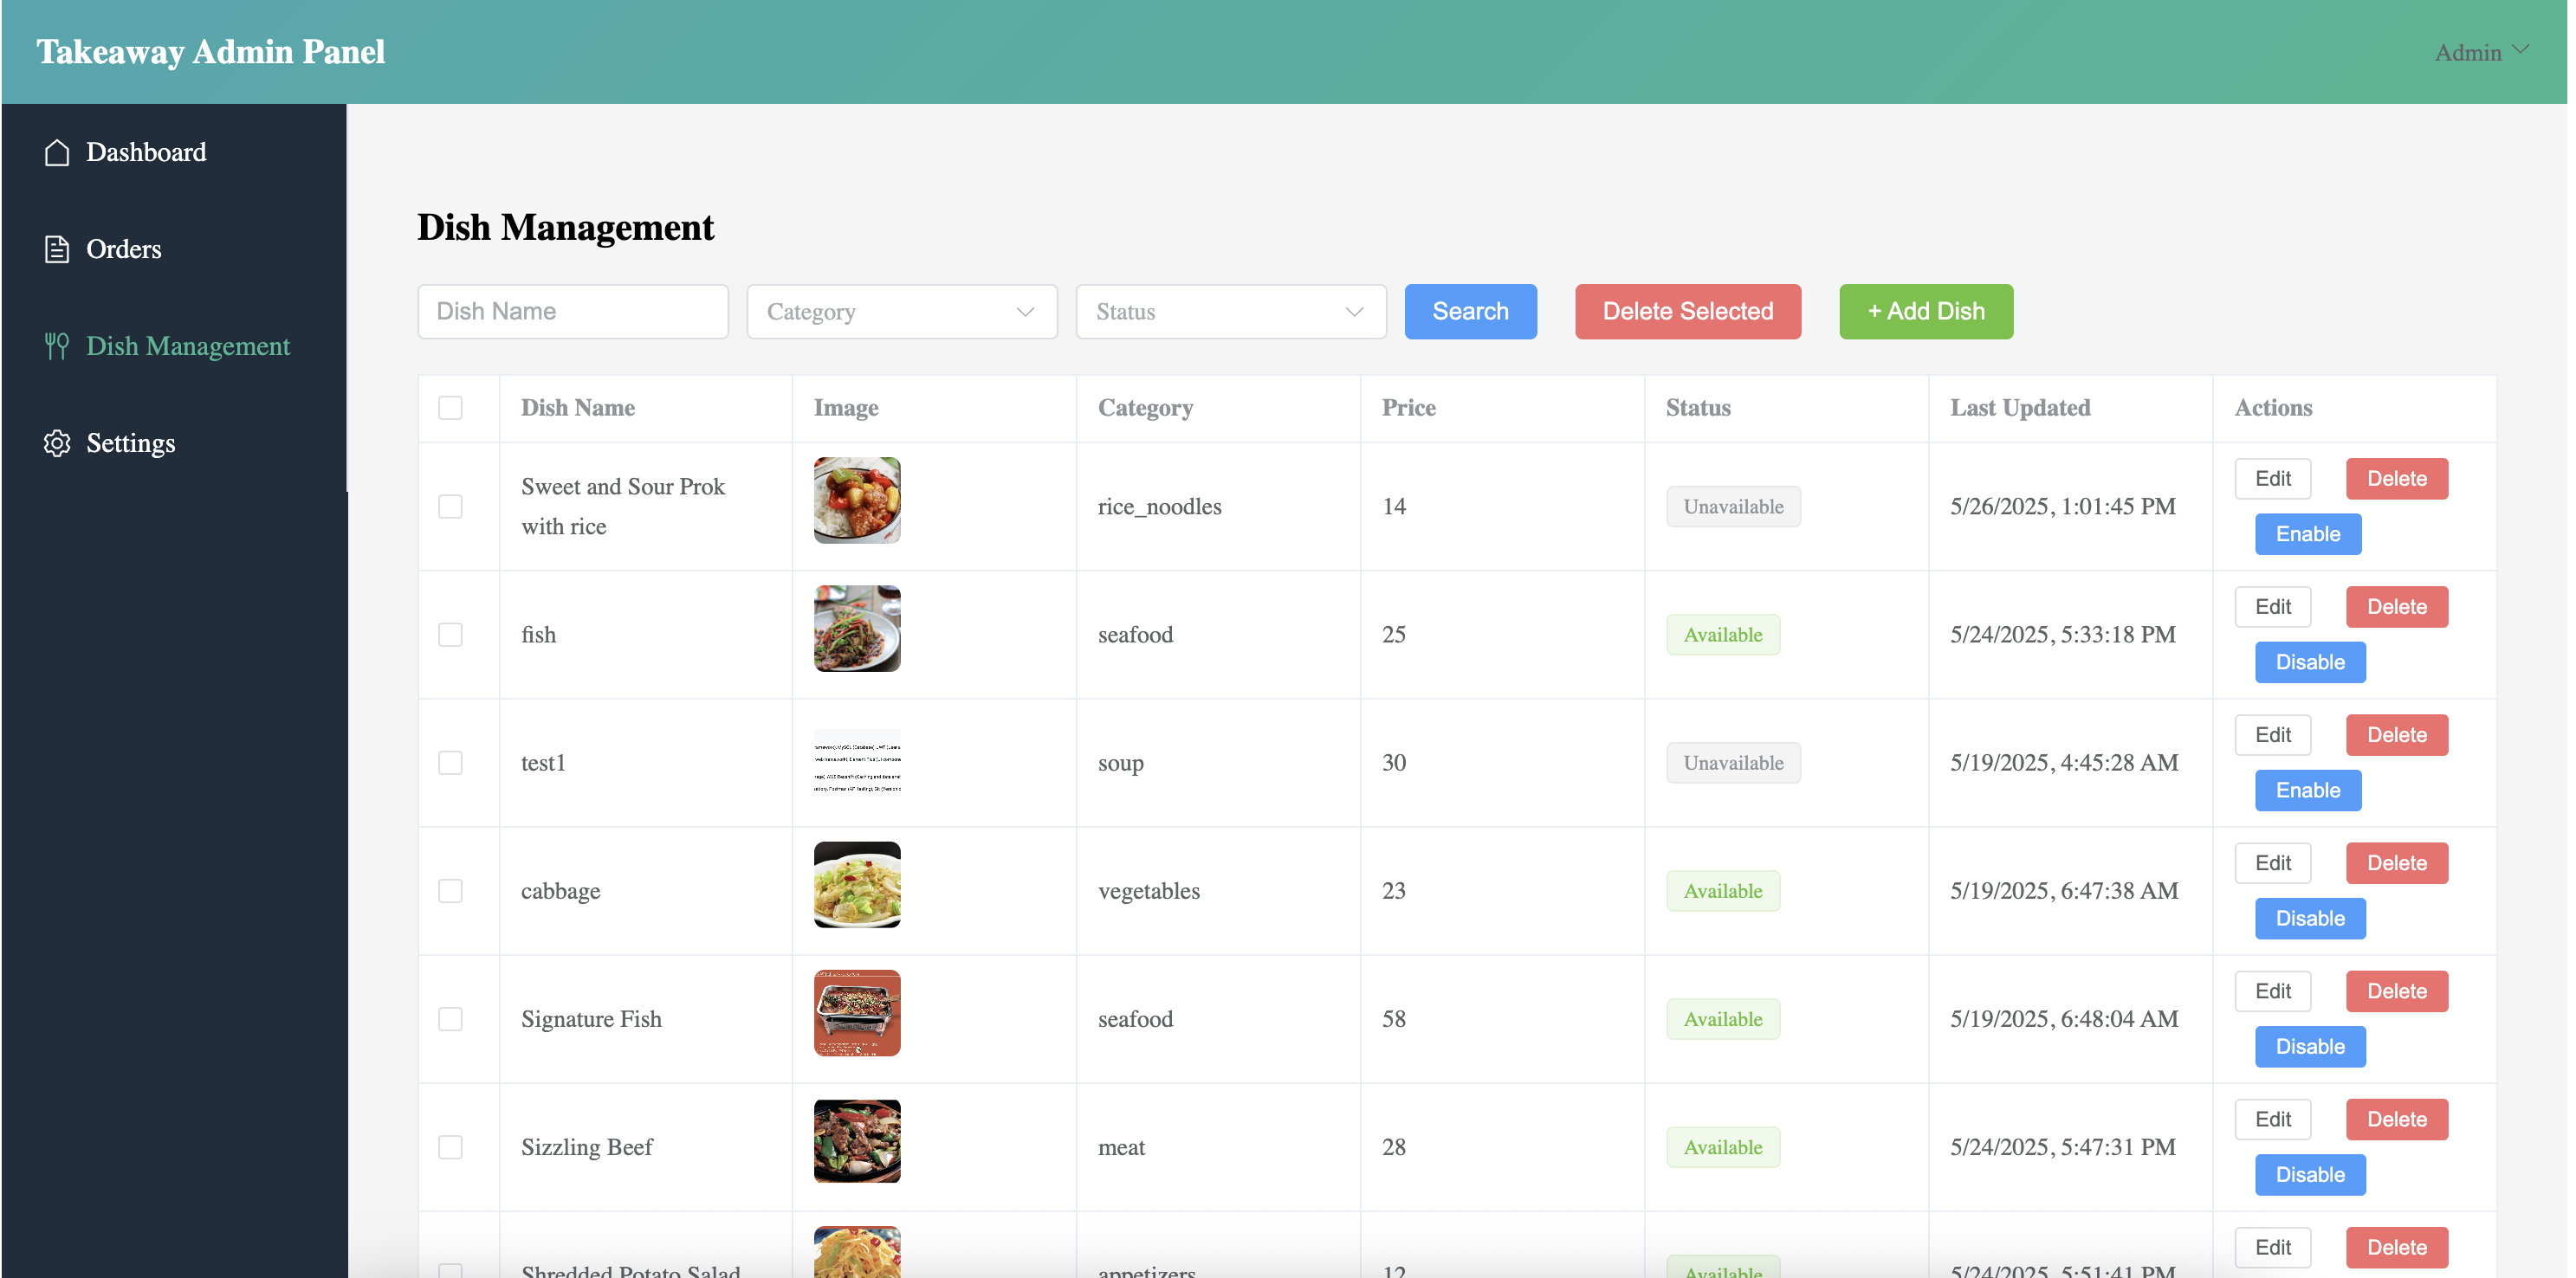 Takeaway Admin Panel
Admin
Dashboard
Orders
Dish Management
Settings
Dish Management
Dish Name
Category
Status
Search
Delete Selected
+ Add Dish
Dish Name Image Category Price Status Last Updated Actions
Sweet and Sour Prok
with rice
rice_noodles 14 Unavailable 5/26/2025, 1:01:45 PM Edit Delete
Enable
fish seafood 25 Available 5/24/2025, 5:33:18 PM Edit Delete
Disable
test1 soup 30 Unavailable 5/19/2025, 4:45:28 AM Edit Delete
Enable
cabbage vegetables 23 Available 5/19/2025, 6:47:38 AM Edit Delete
Disable
Signature Fish seafood 58 Available 5/19/2025, 6:48:04 AM Edit Delete
Disable
Sizzling Beef meat 28 Available 5/24/2025, 5:47:31 PM Edit Delete
Disable
Shredded Potato Salad appetizers 12 Available 5/24/2025, 5:51:41 PM Edit Delete